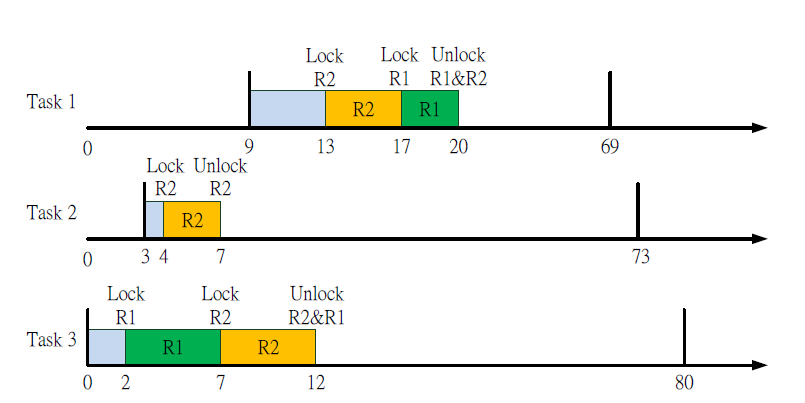 Lock Lock Unlock
R2 R1 R1&R2
Task 1 R2 R1
0 9 13 17 20 69
Lock Unlock
R2 R2
Task 2 R2
0 3 4 7 73
Lock Lock Unlock
R1 R2 R2&R1
Task 3 R1 R2
0 2 7 12 80